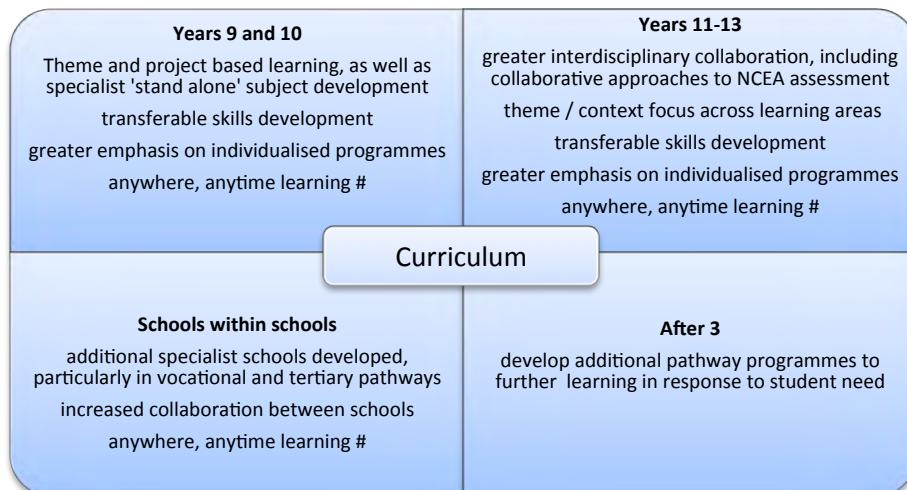 Years 9 and 10
Theme and project based learning, as well as
specialist 'stand alone' subject development
transferable skills development
greater emphasis on individualised programmes
anywhere, anytime learning #
Years 11-13
greater interdisciplinary collaboration, including
collaborative approaches to NCEA assessment
theme / context focus across learning areas
transferable skills development
greater emphasis on individualised programmes
anywhere, anytime learning #
Curriculum
Schools within schools
additional specialist schools developed,
particularly in vocational and tertiary pathways
increased collaboration between schools
anywhere, anytime learning #
After 3
develop additional pathway programmes to
further learning in response to student need